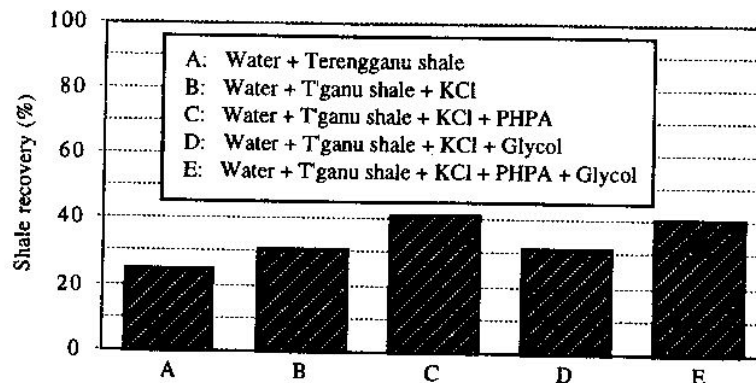 100
80
60
40
20
0
Shale recovery (%)
A: Water + Terengganu shale
B: Water + T'ganu shale + KCl
C: Water + T'ganu shale + KCl + PHPA
D: Water + T'ganu shale + KCl + Glycol
E: Water + T'ganu shale + KCl + PHPA + Glycol
A B C D E